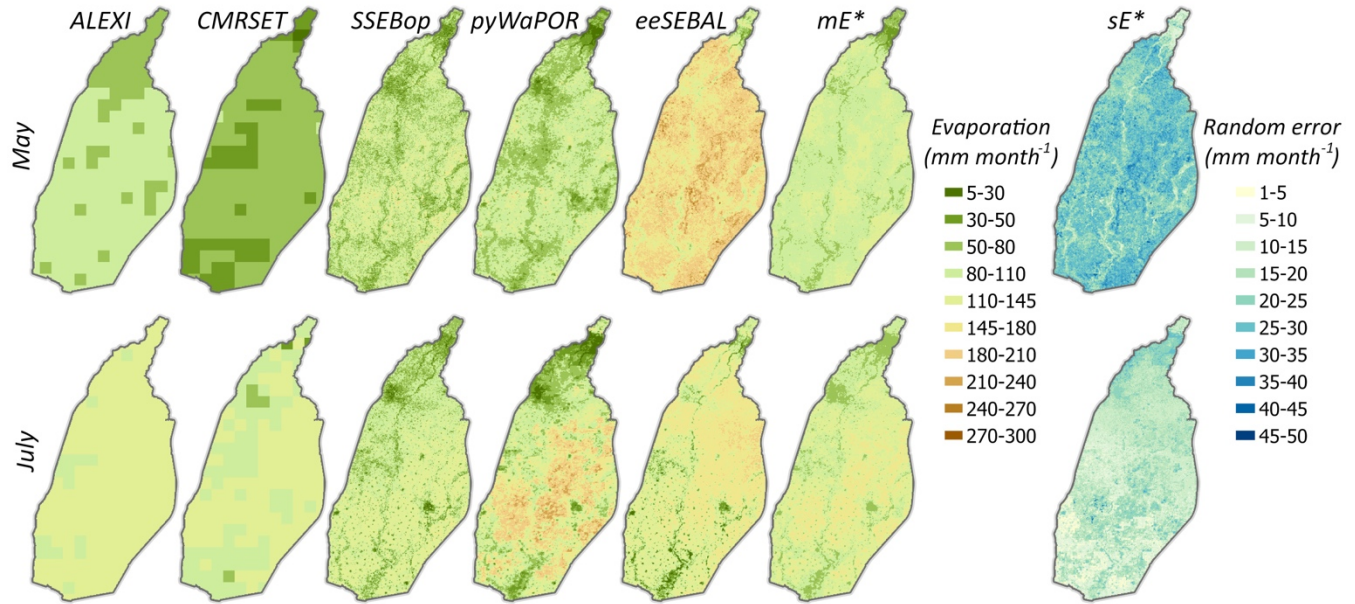 ALEXI CMRSET SSEBop pyWaPOR eeSEBAL mE* sE*
May
July
Evaporation
(mm month⁻¹)
5-30
30-50
50-80
80-110
110-145
145-180
180-210
210-240
240-270
270-300
Random error
(mm month⁻¹)
1-5
5-10
10-15
15-20
20-25
25-30
30-35
35-40
40-45
45-50